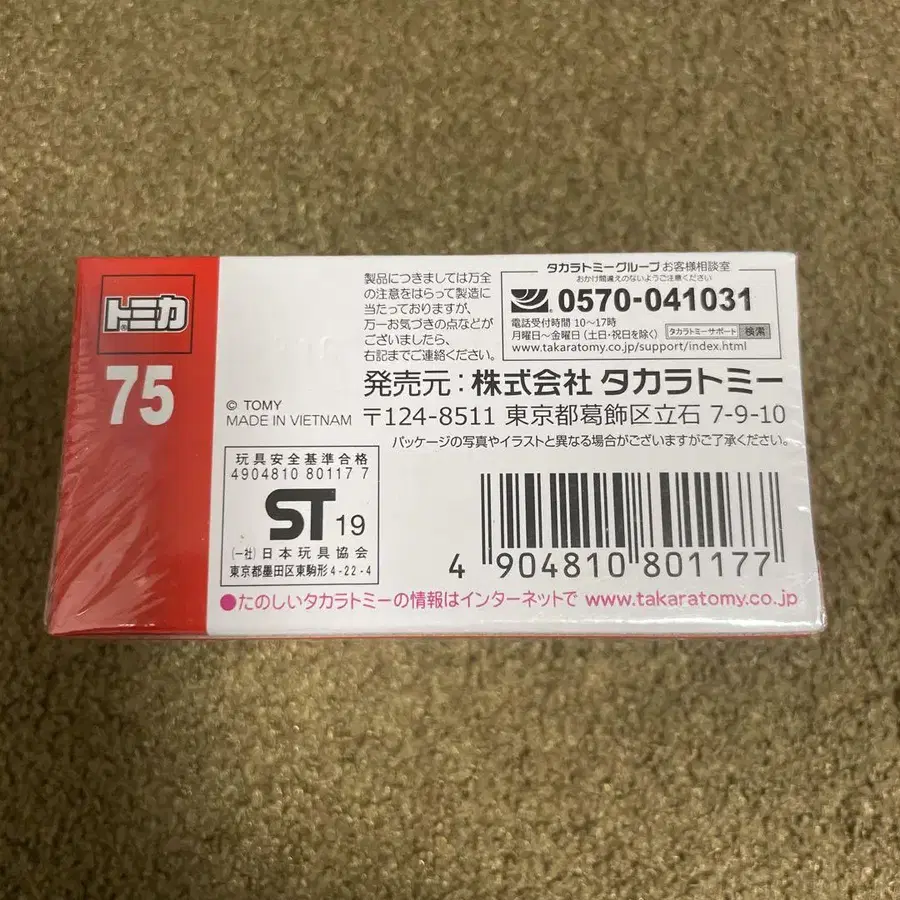 トミカ
®
75
© TOMY
MADE IN VIETNAM
製品につきましては万全
の注意をはらって製造に
当たっておりますが、
万一お気づきの点などが
ございましたら、
右記までご連絡ください。
タカラトミーグループ お客様相談室
おかけ間違えのないようご注意ください
0570-041031
電話受付時間 10〜17時
月曜日〜金曜日 (土日・祝日を除く)
タカラトミーサポート 検索
www.takaratomy.co.jp/support/index.html
発売元:株式会社 タカラトミー
〒124-8511 東京都葛飾区立石 7-9-10
パッケージの写真やイラストと異なる場合がございますがご了承ください。
玩具安全基準合格
4904810 80117 7
ST 19
(一社)日本玩具協会
東京都墨田区東駒形4-22-4
4 904810 801177
●たのしいタカラトミーの情報はインターネットで www.takaratomy.co.jp